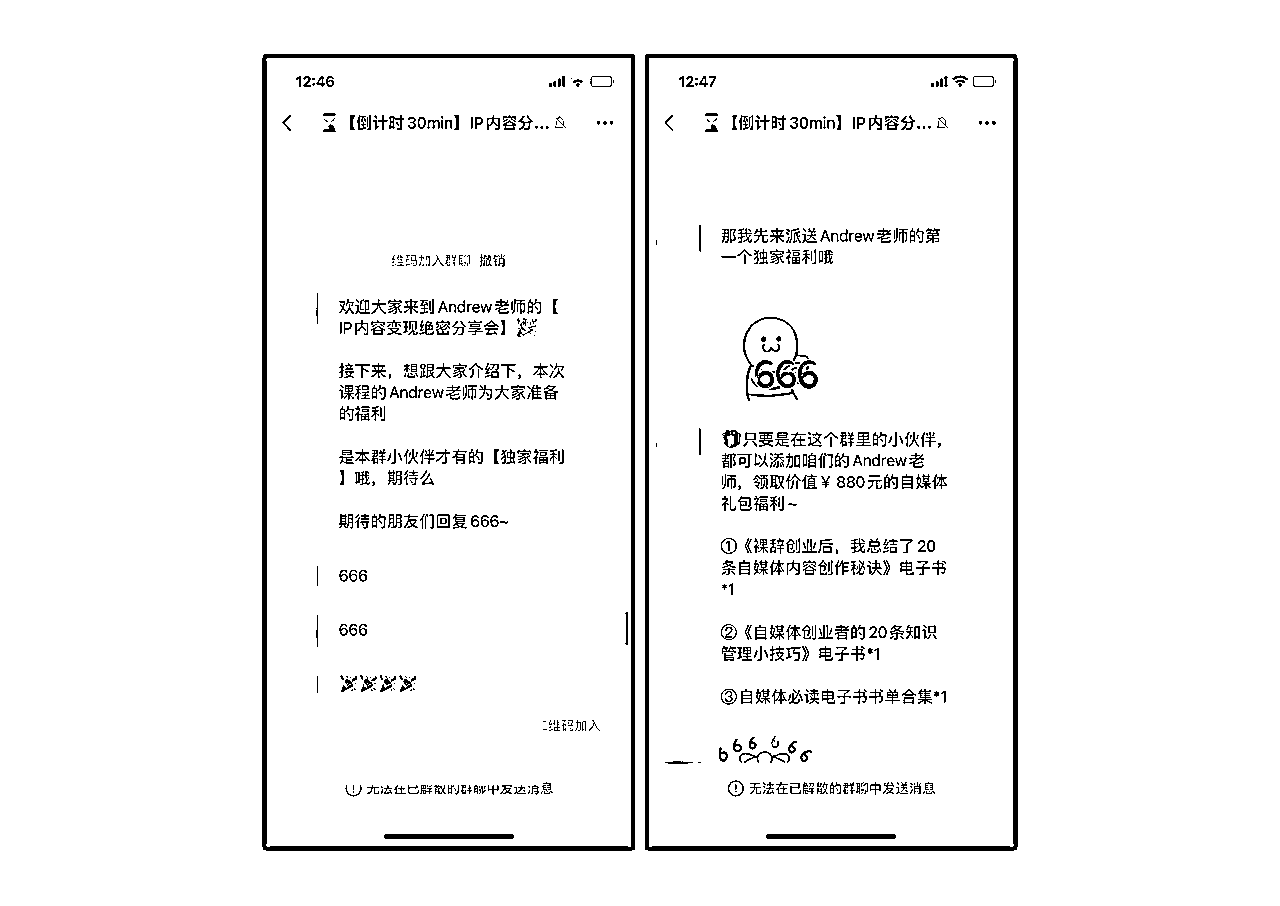 12:46
【倒计时30min】IP内容分...
维码加入群聊 撤销
欢迎大家来到Andrew老师的【
IP内容变现绝密分享会】
接下来，想跟大家介绍下，本次
课程的Andrew老师为大家准备
的福利
是本群小伙伴才有的【独家福利
】哦，期待么
期待的朋友们回复666~
666
666
维码加入
无法在已解散的群聊中发送消息
12:47
【倒计时30min】IP内容分...
那我先来派送Andrew老师的第
一个独家福利哦
666
只要是在这个群里的小伙伴，
都可以添加咱们的Andrew老
师，领取价值¥880元的自媒体
礼包福利~
①《裸辞创业后，我总结了20
条自媒体内容创作秘诀》电子书
*1
②《自媒体创业者的20条知识
管理小技巧》电子书*1
③自媒体必读电子书书单合集*1
666 666
无法在已解散的群聊中发送消息